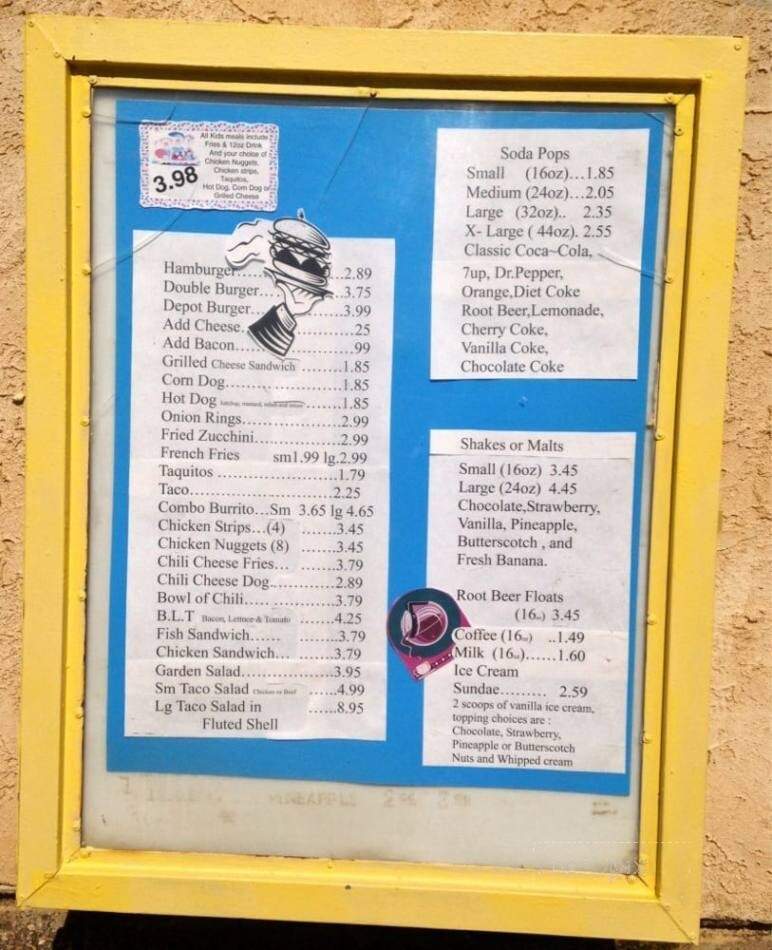 All Kids meals include
Fries & 12oz Drink
And your choice of
Chicken Nuggets,
Chicken strips,
Taquitos,
Hot Dog, Corn Dog or
Grilled Cheese
3.98
Hamburger.......2.89
Double Burger.......3.75
Depot Burger.......3.99
Add Cheese.......25
Add Bacon.......99
Grilled Cheese Sandwich .......1.85
Corn Dog.......1.85
Hot Dog .......1.85
Onion Rings.......2.99
Fried Zucchini.......2.99
French Fries sm1.99 lg.2.99
Taquitos .......1.79
Taco.......2.25
Combo Burrito...Sm 3.65 lg 4.65
Chicken Strips...(4) .......3.45
Chicken Nuggets (8) .......3.45
Chili Cheese Fries... .......3.79
Chili Cheese Dog.......2.89
Bowl of Chili.......3.79
B.L.T Bacon, Lettuce & Tomato ......4.25
Fish Sandwich...... .......3.79
Chicken Sandwich... .......3.79
Garden Salad.......3.95
Sm Taco Salad Chicken or Beef ......4.99
Lg Taco Salad in ......8.95
Fluted Shell
Soda Pops
Small (16oz)...1.85
Medium (24oz)...2.05
Large (32oz).. 2.35
X- Large ( 44oz). 2.55
Classic Coca~Cola,
7up, Dr.Pepper,
Orange,Diet Coke
Root Beer,Lemonade,
Cherry Coke,
Vanilla Coke,
Chocolate Coke
Shakes or Malts
Small (16oz) 3.45
Large (24oz) 4.45
Chocolate,Strawberry,
Vanilla, Pineapple,
Butterscotch , and
Fresh Banana.
Root Beer Floats
(16oz) 3.45
Coffee (16oz) ..1.49
Milk (16oz)......1.60
Ice Cream
Sundae......... 2.59
2 scoops of vanilla ice cream,
topping choices are :
Chocolate, Strawberry,
Pineapple or Butterscotch
Nuts and Whipped cream
PINEAPPLE